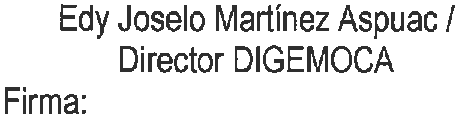 Edy Joselo Martínez Aspuac /
Director DIGEMOCA
Firma: